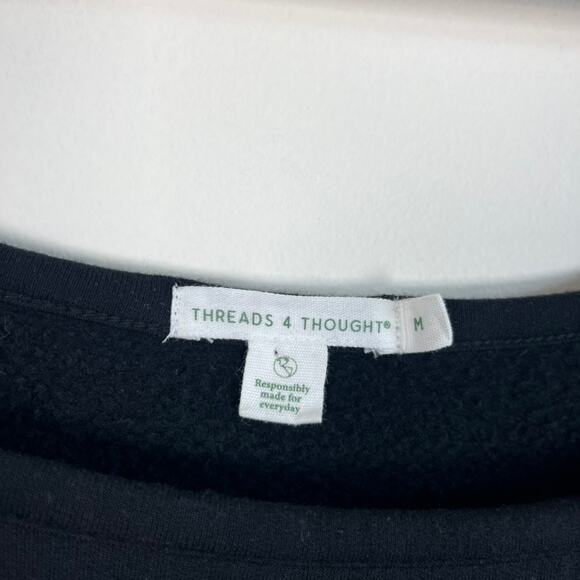 THREADS 4 THOUGHT® M
Responsibly
made for
everyday